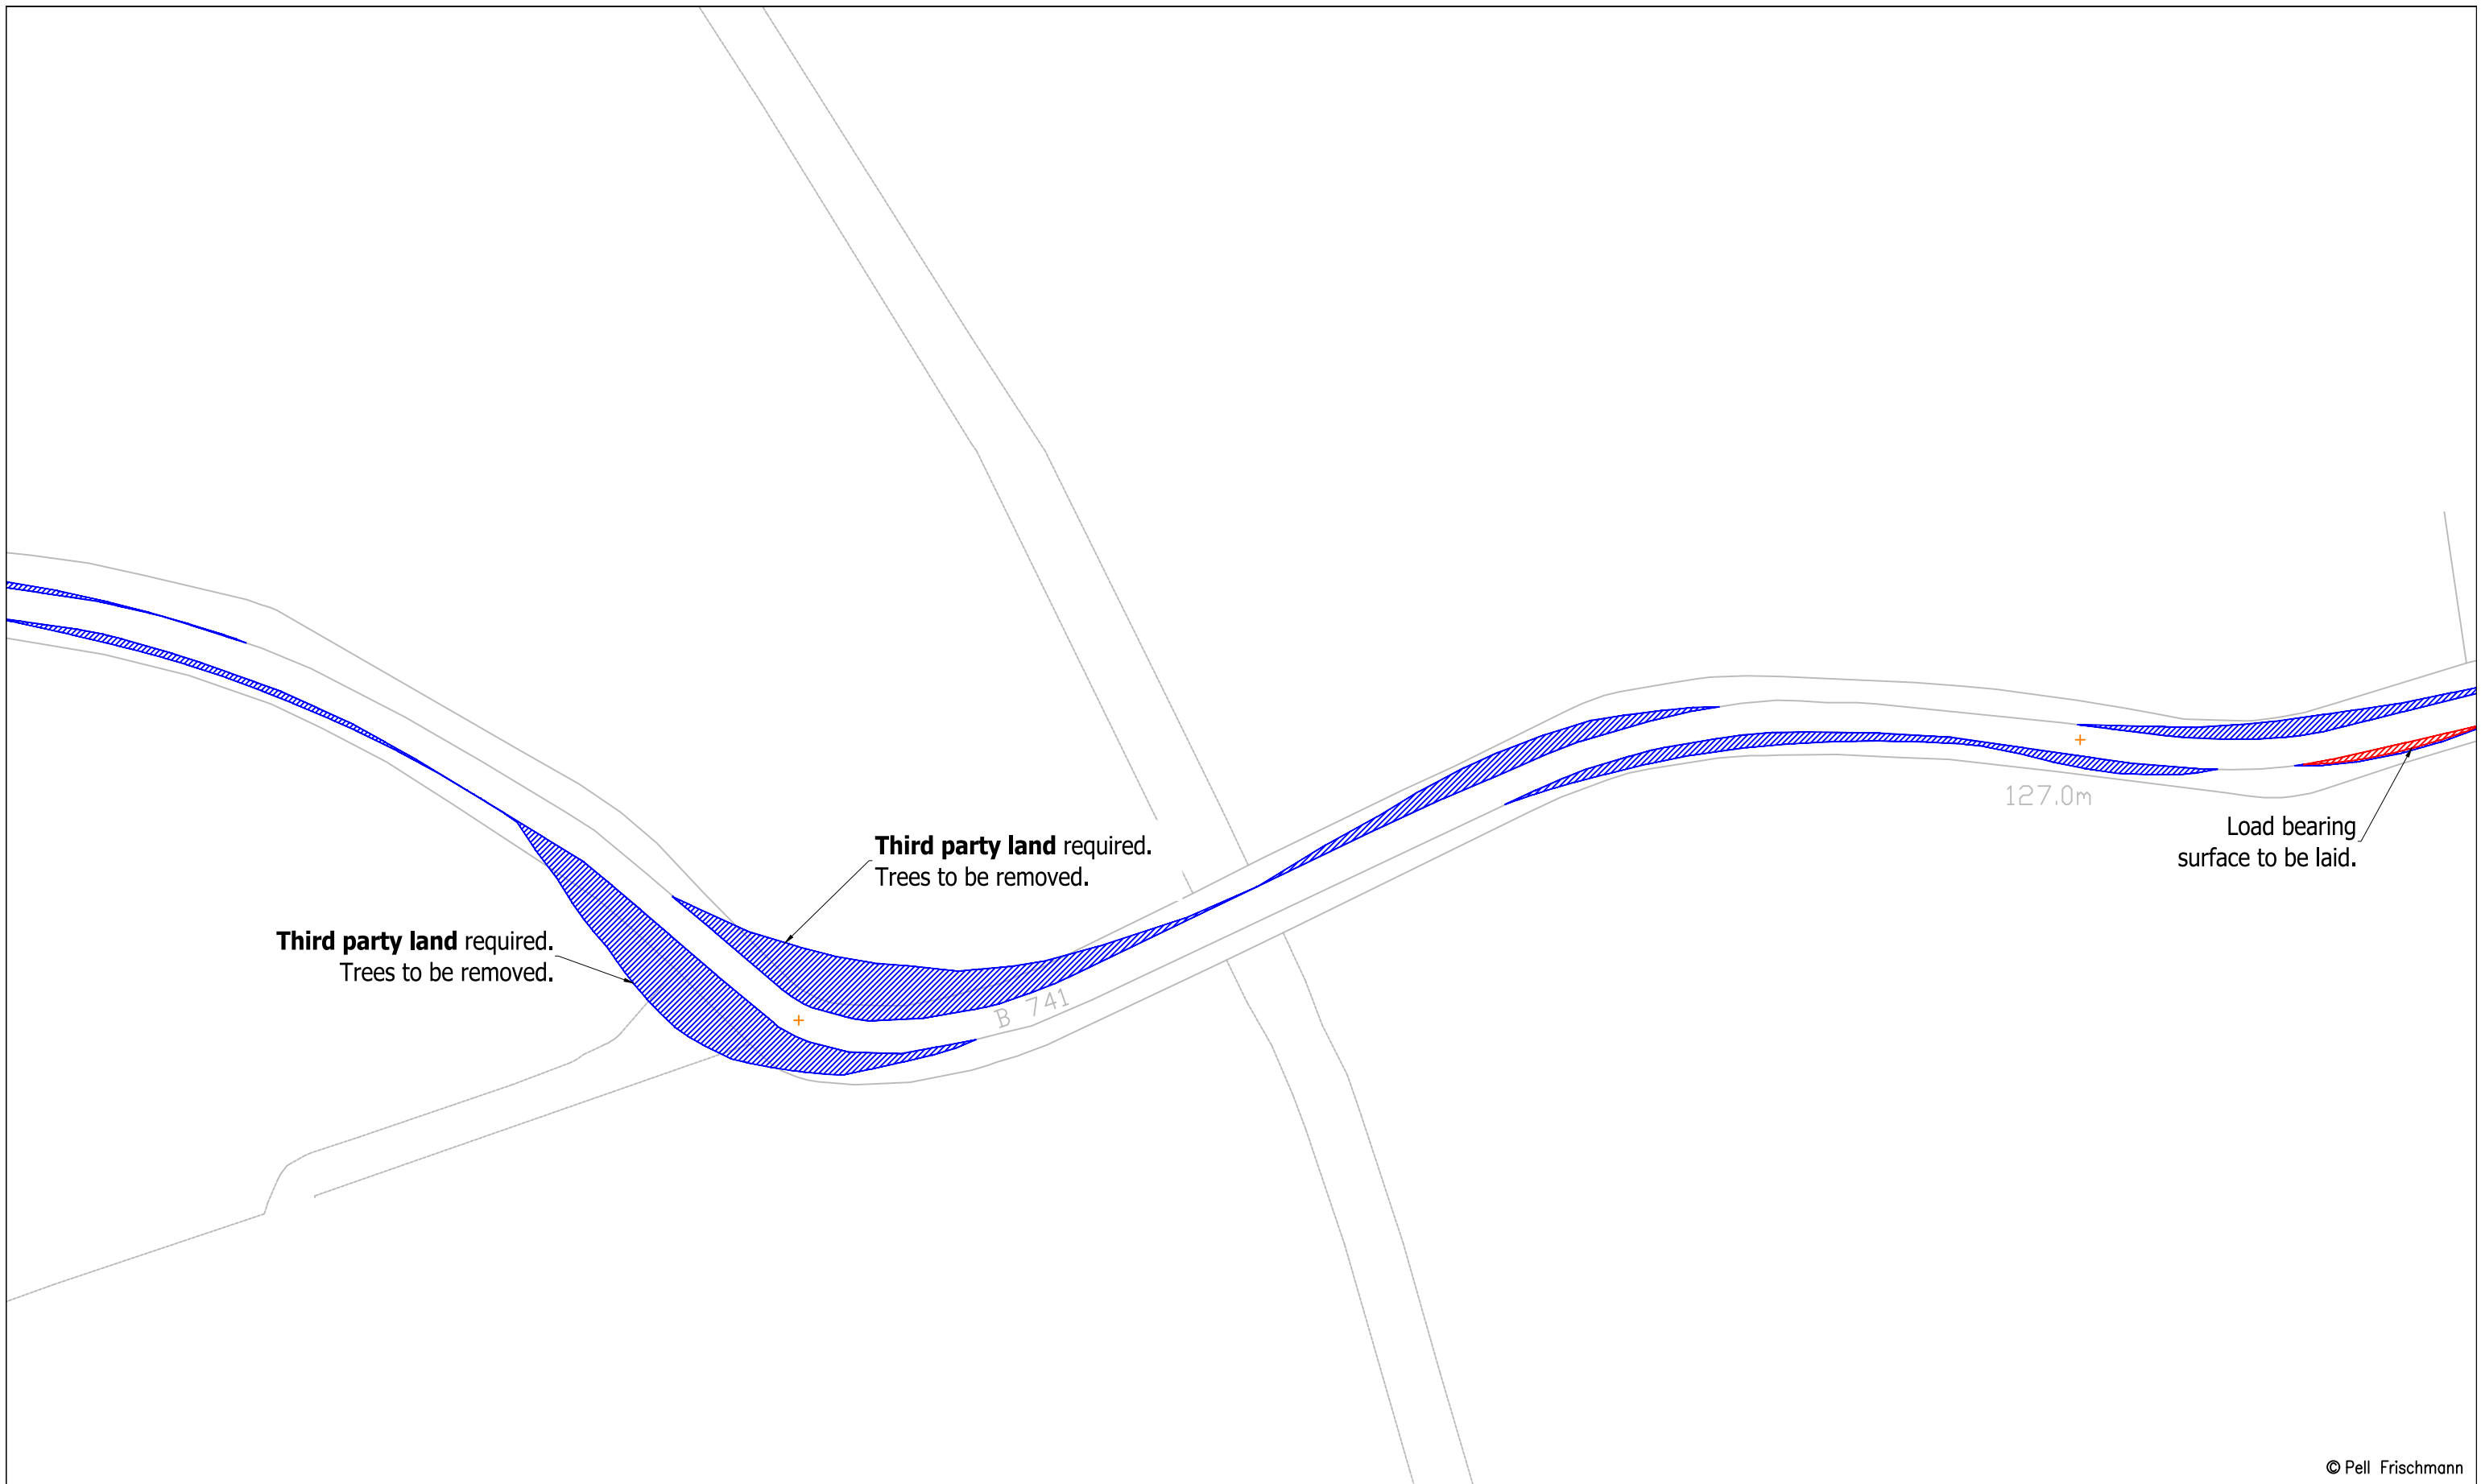 Third party land required.
Trees to be removed.
Third party land required.
Trees to be removed.
B 741
127.0m
Load bearing
surface to be laid.
© Pell Frischmann